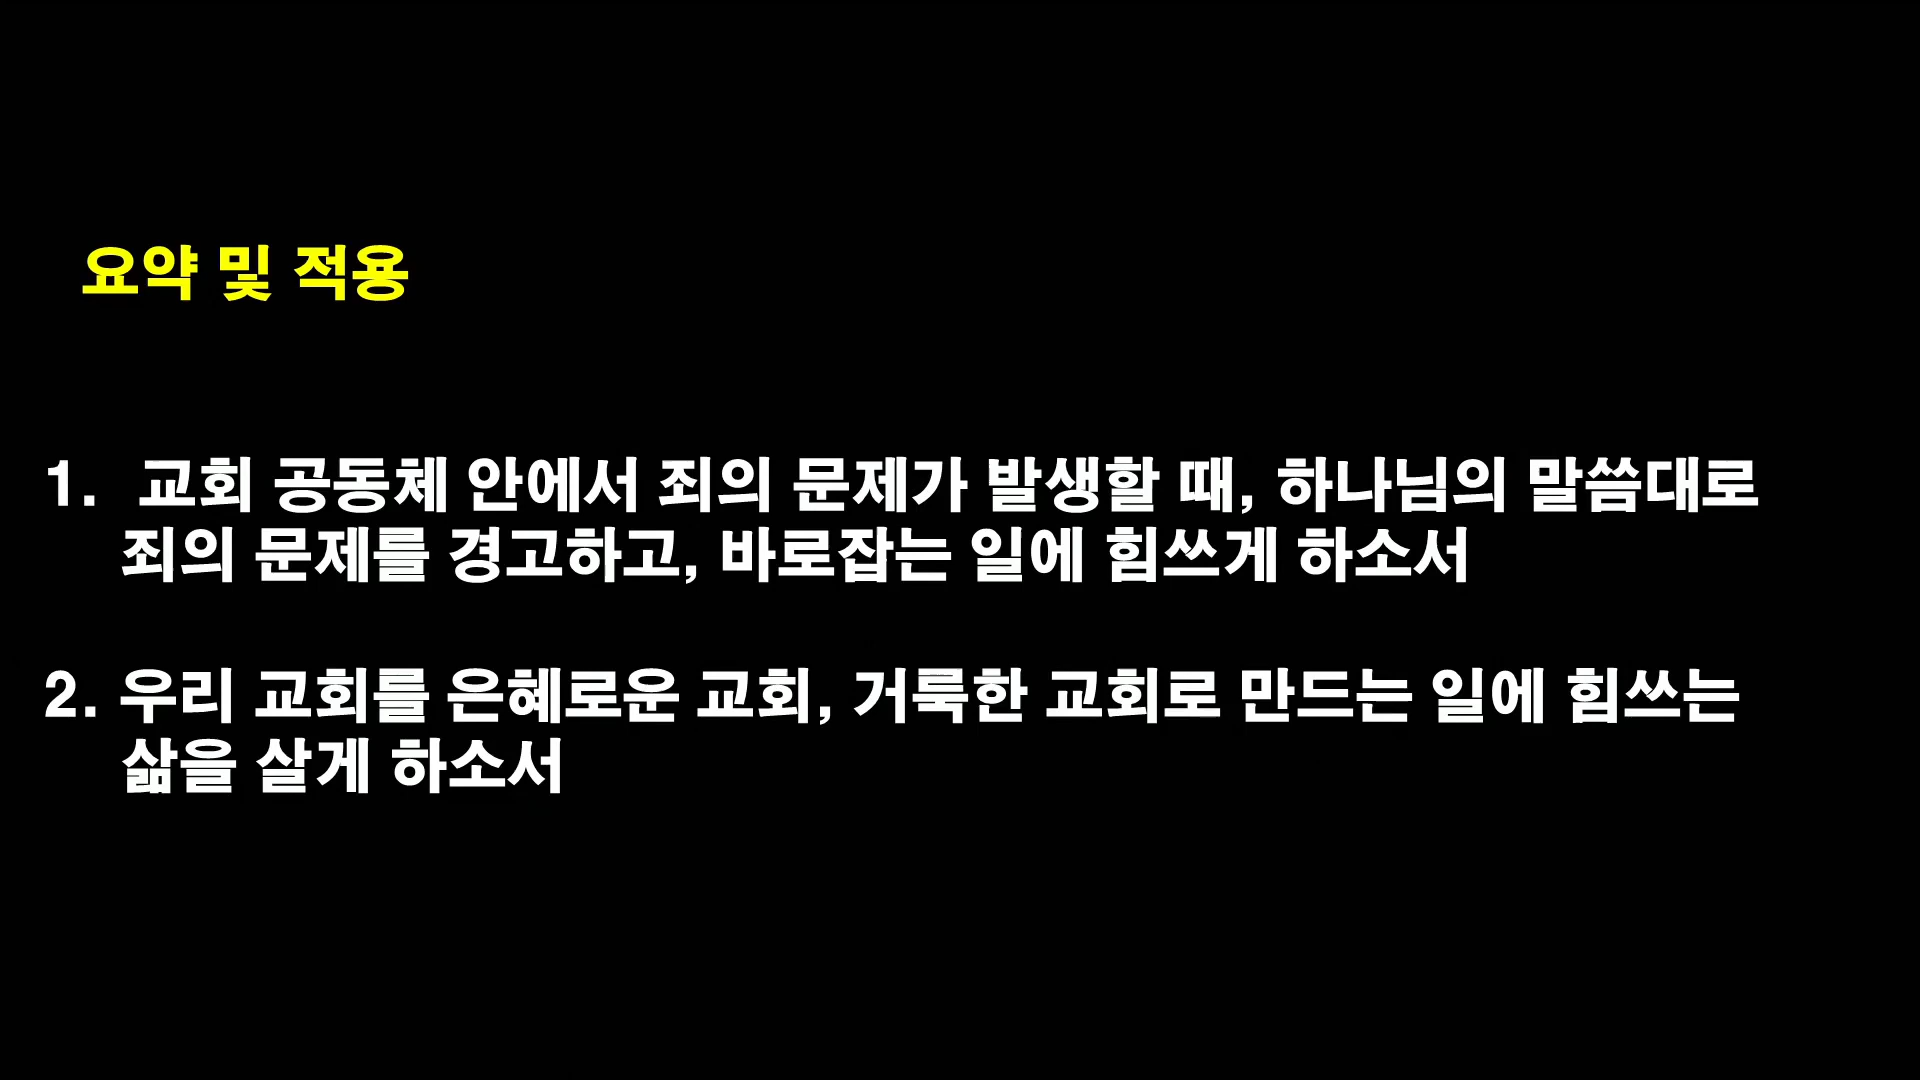 요약 및 적용
1. 교회 공동체 안에서 죄의 문제가 발생할 때, 하나님의 말씀대로
죄의 문제를 경고하고, 바로잡는 일에 힘쓰게 하소서
2. 우리 교회를 은혜로운 교회, 거룩한 교회로 만드는 일에 힘쓰는
삶을 살게 하소서